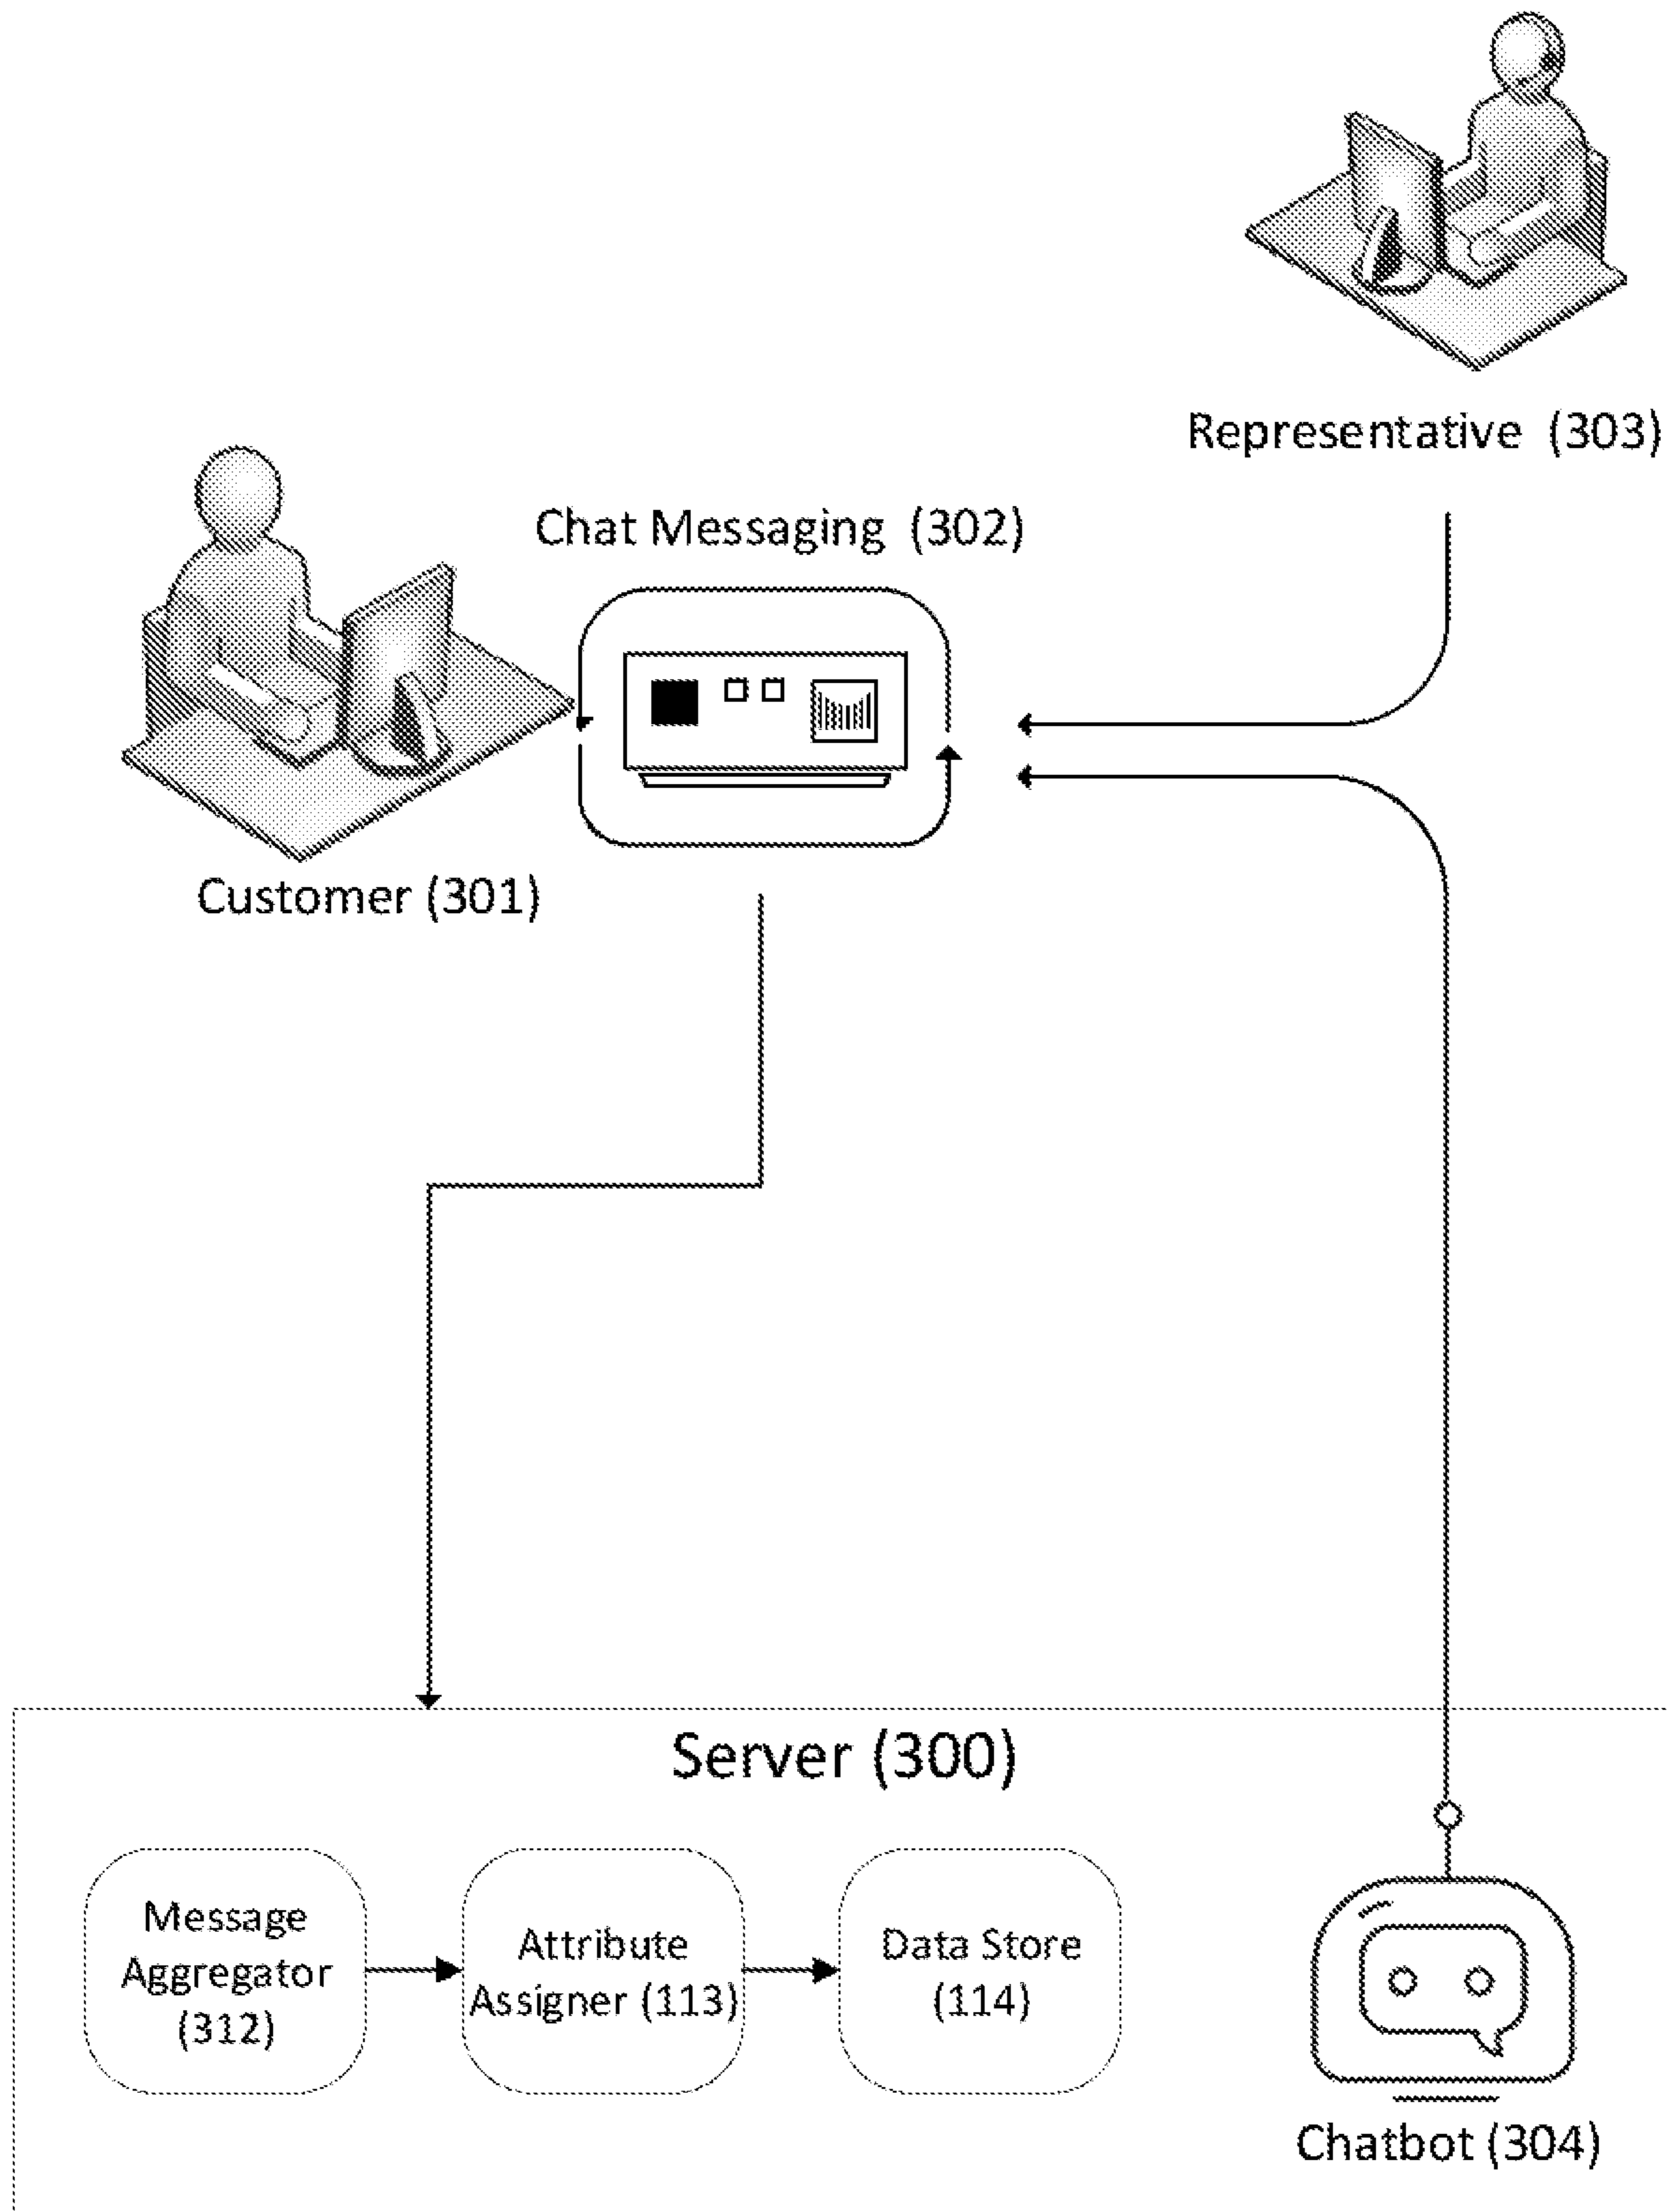 Representative (303)
Chat Messaging (302)
Customer (301)
Server (300)
Message
Aggregator
(312)
Attribute
Assigner (113)
Data Store
(114)
Chatbot (304)